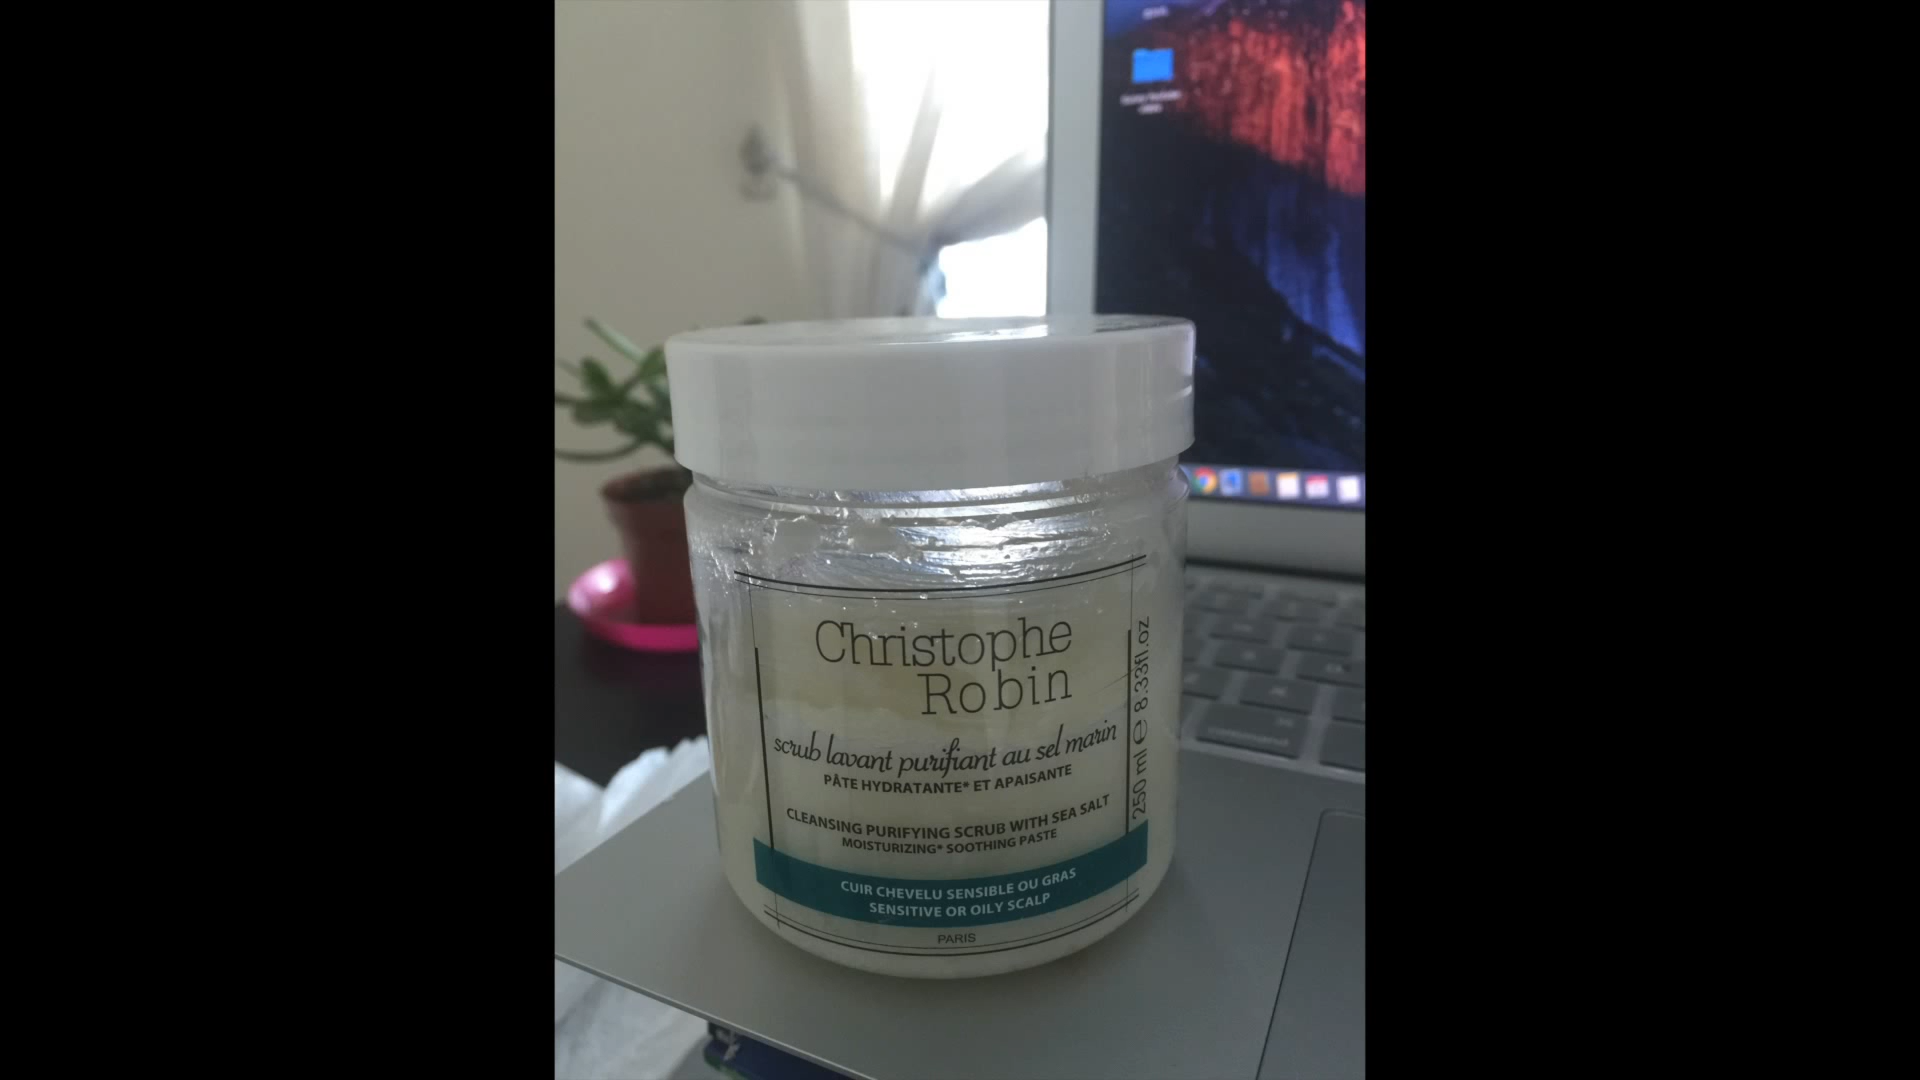 Christophe
Robin
scrub lavant purifiant au sel marin
PÂTE HYDRATANTE* ET APAISANTE
CLEANSING PURIFYING SCRUB WITH SEA SALT
MOISTURIZING* SOOTHING PASTE
CUIR CHEVELU SENSIBLE OU GRAS
SENSITIVE OR OILY SCALP
PARIS
250 ml e 8.33fl.oz
command